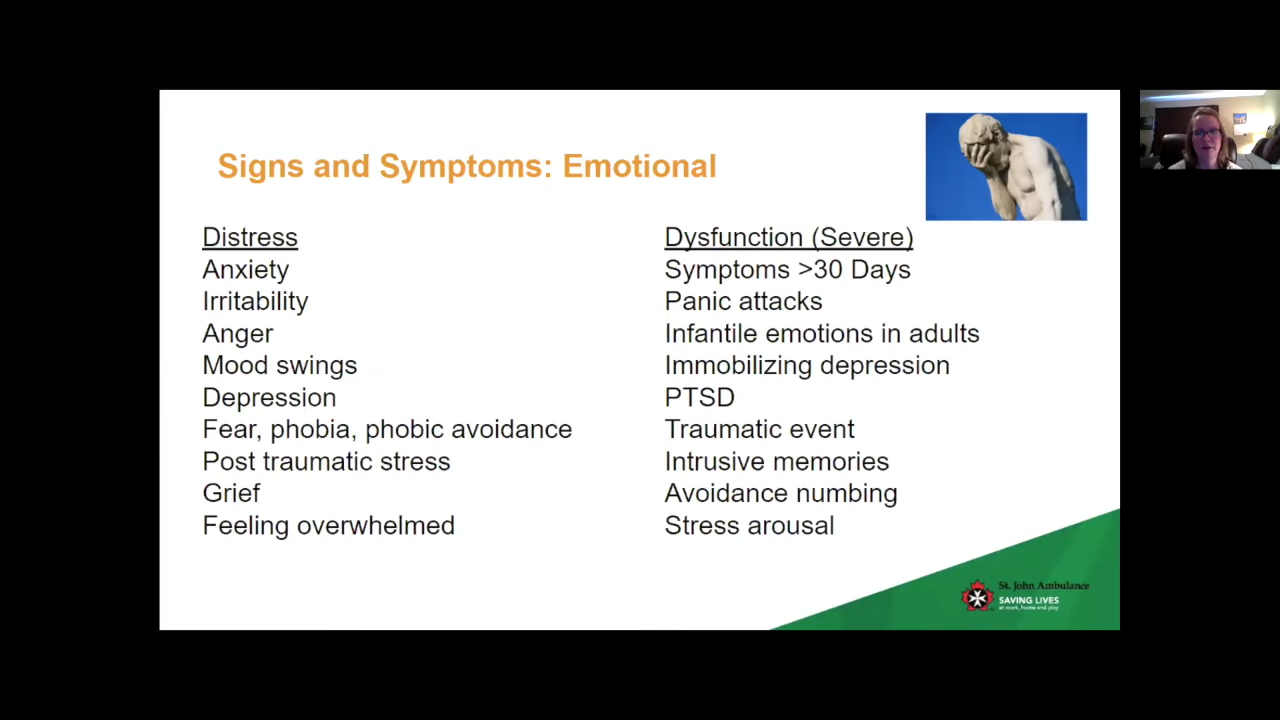 Signs and Symptoms: Emotional
Distress
Anxiety
Irritability
Anger
Mood swings
Depression
Fear, phobia, phobic avoidance
Post traumatic stress
Grief
Feeling overwhelmed
Dysfunction (Severe)
Symptoms >30 Days
Panic attacks
Infantile emotions in adults
Immobilizing depression
PTSD
Traumatic event
Intrusive memories
Avoidance numbing
Stress arousal
St. John Ambulance
SAVING LIVES
at work, home and play